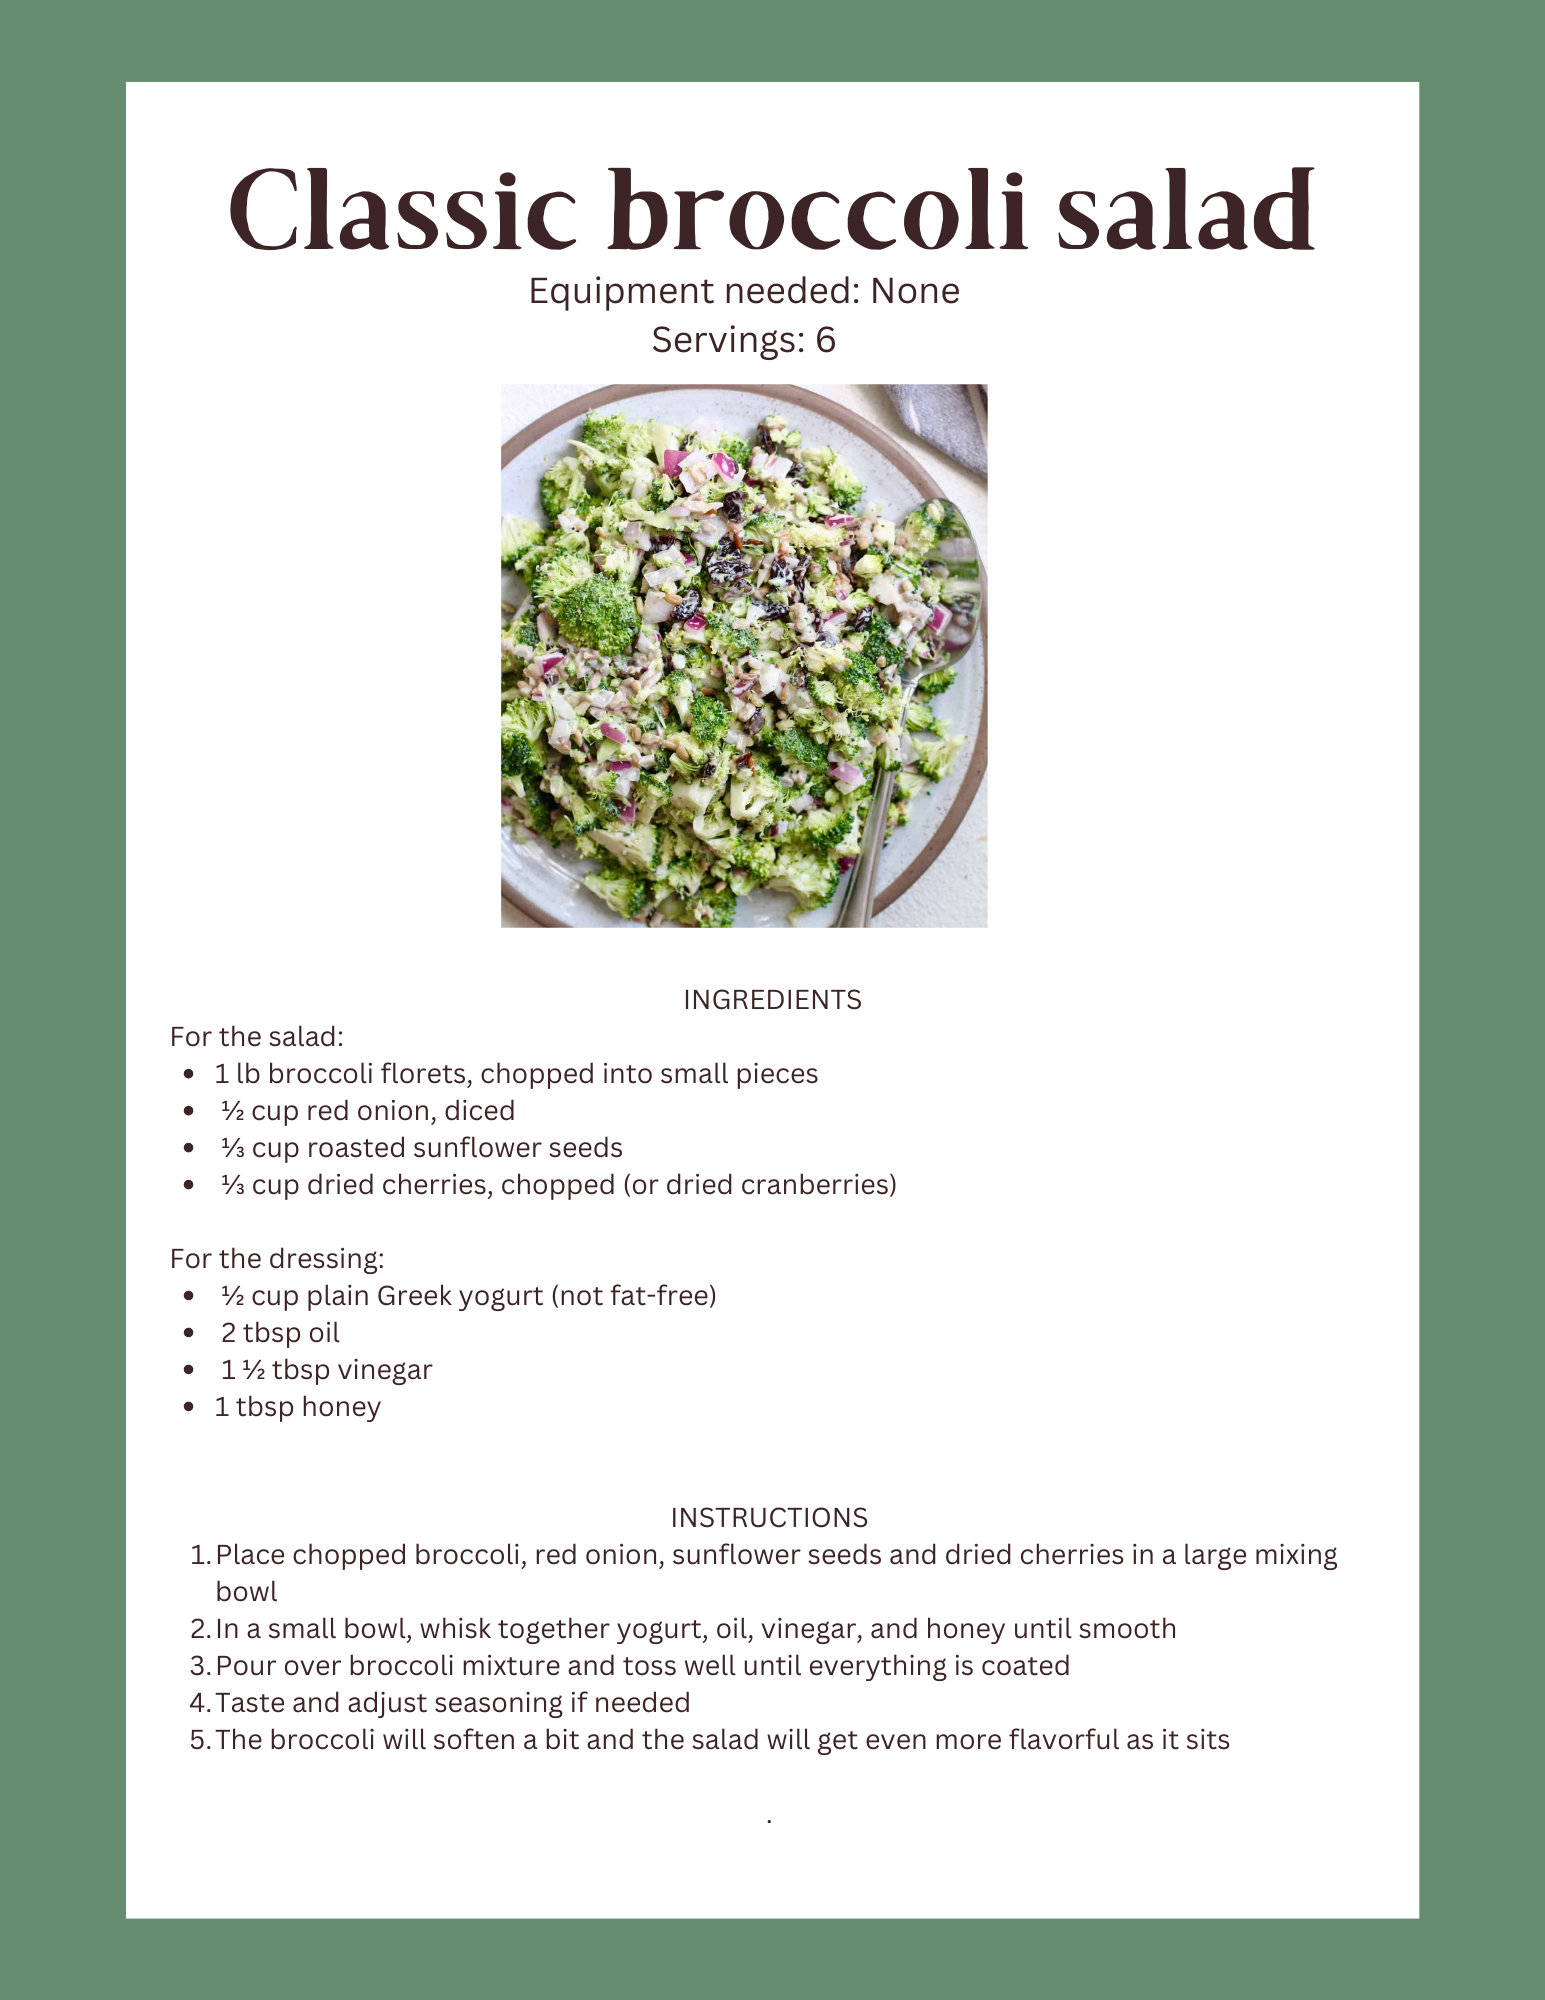 Classic broccoli salad
Equipment needed: None
Servings: 6
INGREDIENTS
For the salad:
• 1 lb broccoli florets, chopped into small pieces
• ½ cup red onion, diced
• ⅓ cup roasted sunflower seeds
• ⅓ cup dried cherries, chopped (or dried cranberries)
For the dressing:
• ½ cup plain Greek yogurt (not fat-free)
• 2 tbsp oil
• 1 ½ tbsp vinegar
• 1 tbsp honey
INSTRUCTIONS
1. Place chopped broccoli, red onion, sunflower seeds and dried cherries in a large mixing
bowl
2. In a small bowl, whisk together yogurt, oil, vinegar, and honey until smooth
3. Pour over broccoli mixture and toss well until everything is coated
4. Taste and adjust seasoning if needed
5. The broccoli will soften a bit and the salad will get even more flavorful as it sits
.